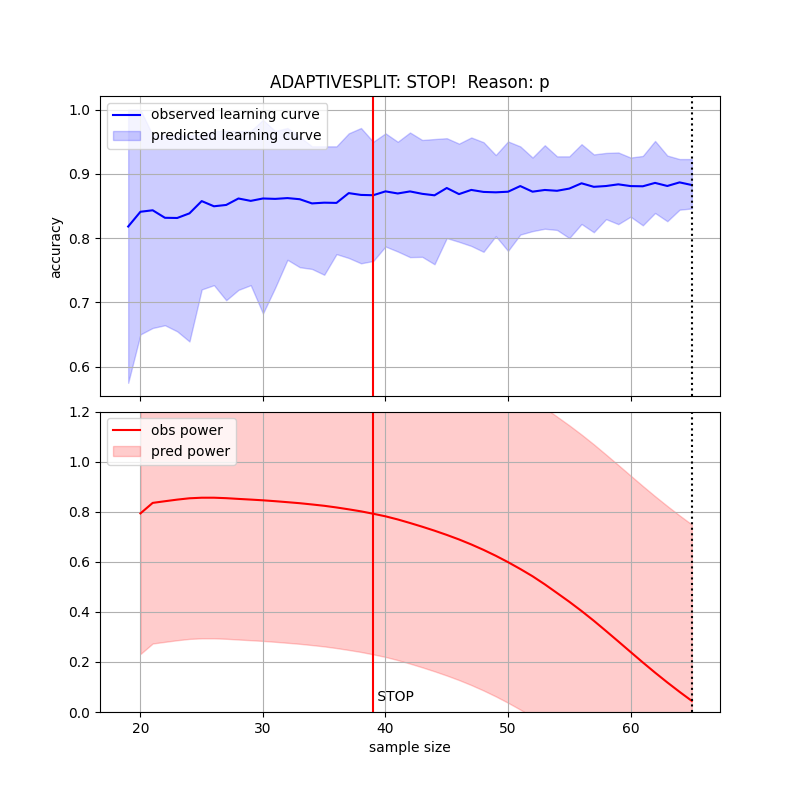 ADAPTIVESPLIT: STOP!  Reason: p
observed learning curve
predicted learning curve
1.0
0.9
0.8
0.7
0.6
accuracy
obs power
pred power
1.2
1.0
0.8
0.6
0.4
0.2
0.0
STOP
20 30 40 50 60
sample size